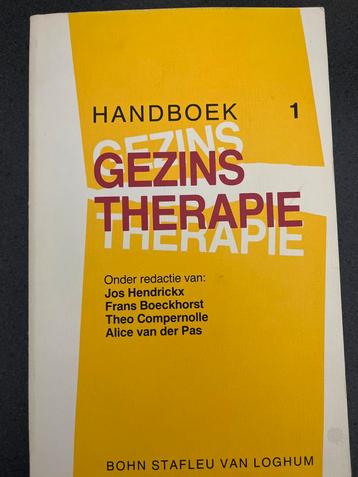 HANDBOEK 1
GEZINS
GEZINS
THERAPIE
THERAPIE
Onder redactie van:
Jos Hendrickx
Frans Boeckhorst
Theo Compernolle
Alice van der Pas
BOHN STAFLEU VAN LOGHUM